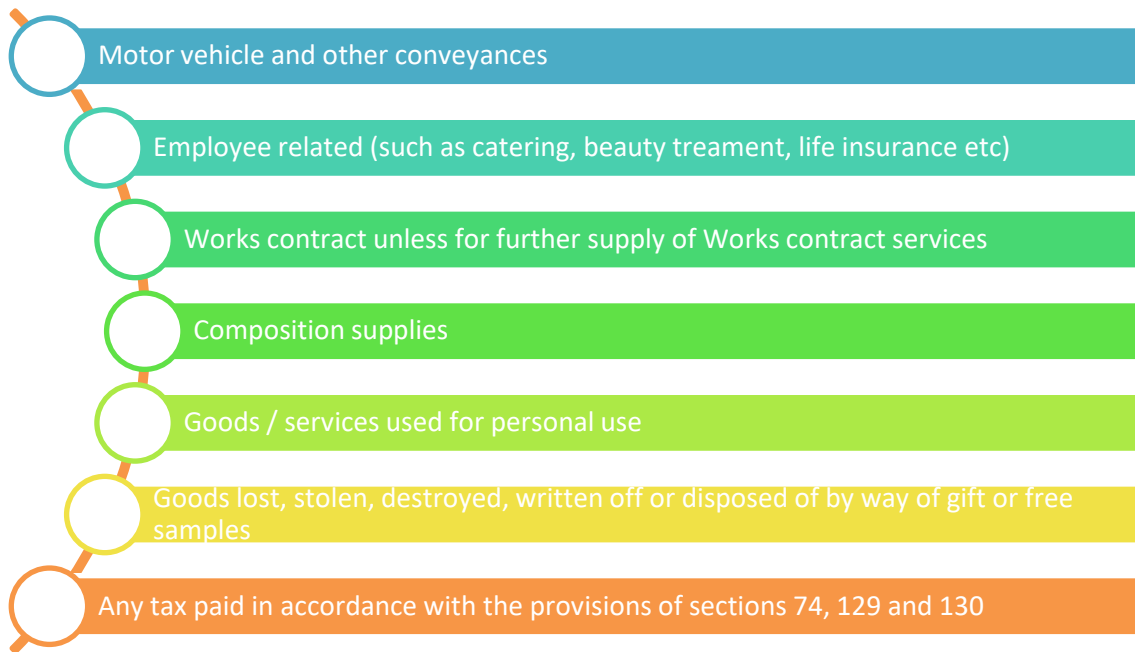 Motor vehicle and other conveyances
Employee related (such as catering, beauty treament, life insurance etc)
Works contract unless for further supply of Works contract services
Composition supplies
Goods / services used for personal use
Goods lost, stolen, destroyed, written off or disposed of by way of gift or free
samples
Any tax paid in accordance with the provisions of sections 74, 129 and 130